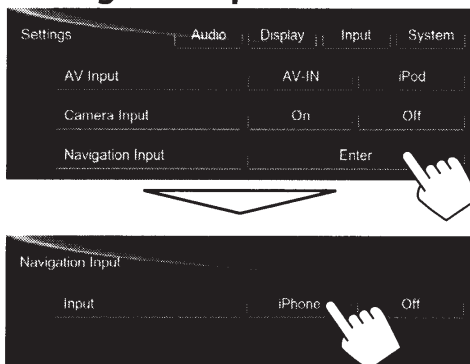 Settings Audio Display Input System
AV Input AV-IN iPod
Camera Input On Off
Navigation Input Enter
Navigation Input
Input iPhone Off